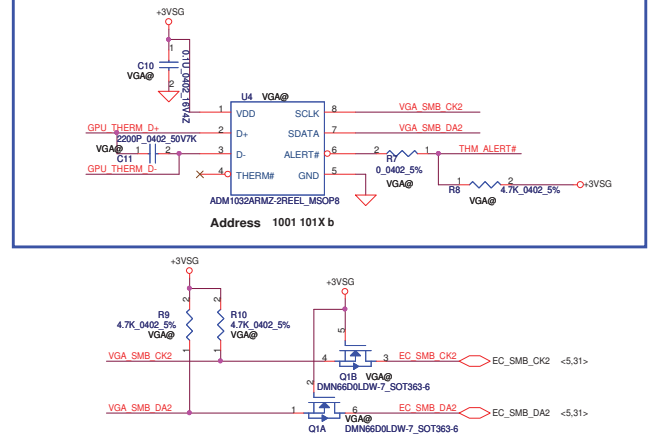 +3VSG
1
C10
VGA@
0.1U_0402_16V4Z
2
U4 VGA@
1 VDD SCLK 8 VGA_SMB_CK2
GPU_THERM_D+ 2 D+ SDATA 7 VGA_SMB_DA2
2200P_0402_50V7K
VGA@ 1 2 3 D- ALERT# 6 2 R7 1 THM_ALERT#
C11
GPU_THERM_D-
0_0402_5%
VGA@
4 THERM# GND 5
R8
1 2
4.7K_0402_5%
+3VSG
VGA@
ADM1032ARMZ-2REEL_MSOP8
Address 1001 101X b
+3VSG
+3VSG
2 2
R9 R10
4.7K_0402_5% 4.7K_0402_5%
VGA@ VGA@
1 1
5
VGA_SMB_CK2 4 3 EC_SMB_CK2 EC_SMB_CK2 <5,31>
Q1B VGA@
DMN66D0LDW-7_SOT363-6
2
VGA_SMB_DA2 1 6 EC_SMB_DA2 EC_SMB_DA2 <5,31>
VGA@
Q1A DMN66D0LDW-7_SOT363-6